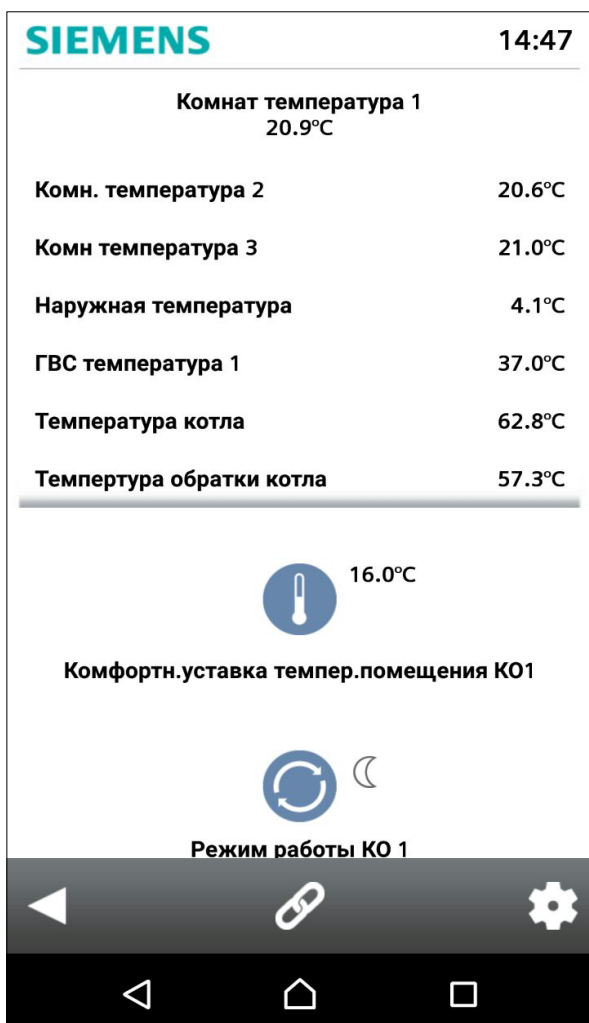 SIEMENS 14:47
Комнат температура 1
20.9°C
Комн. температура 2 20.6°C
Комн температура 3 21.0°C
Наружная температура 4.1°C
ГВС температура 1 37.0°C
Температура котла 62.8°C
Темпертура обратки котла 57.3°C
16.0°C
Комфортн.уставка темпер.помещения КО1
Режим работы КО 1